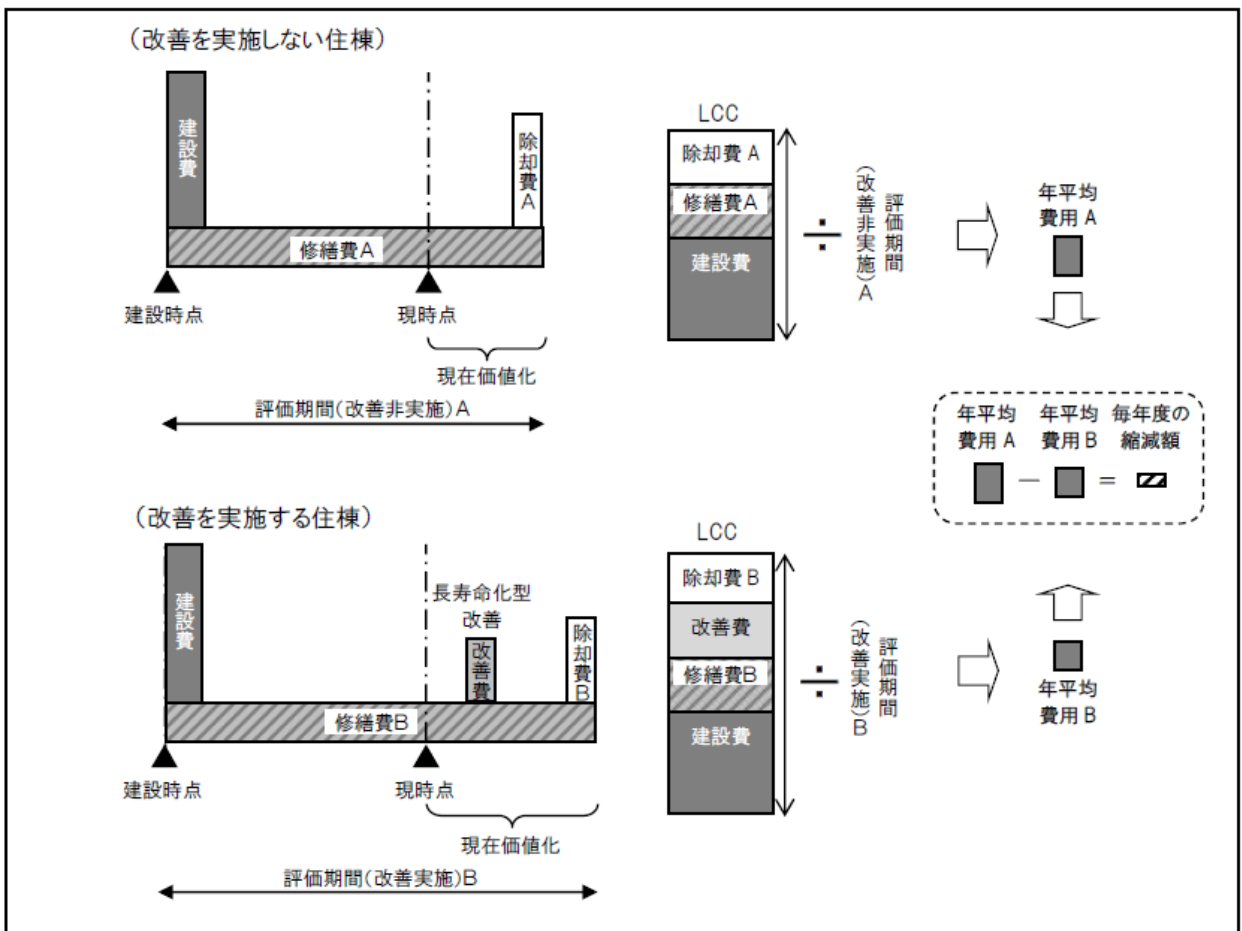 （改善を実施しない住棟）
建設費
除却費A
修繕費A
建設時点
現時点
現在価値化
評価期間(改善非実施)A
LCC
除却費A
修繕費A
建設費
÷
評価期間
(改善非実施)A
年平均
費用A
年平均
費用A
年平均
費用B
毎年度の
縮減額
－
＝
（改善を実施する住棟）
建設費
長寿命化型
改善
改善費
除却費B
修繕費B
建設時点
現時点
現在価値化
評価期間(改善実施)B
LCC
除却費B
改善費
修繕費B
建設費
÷
評価期間
(改善実施)B
年平均
費用B